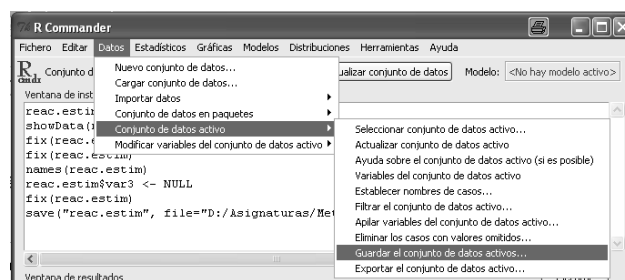 R Commander
Fichero Editar Datos Estadísticos Gráficas Modelos Distribuciones Herramientas Ayuda
Nuevo conjunto de datos...
Cargar conjunto de datos...
Importar datos
Conjunto de datos en paquetes
Conjunto de datos activo
Modificar variables del conjunto de datos activo
Conjunto d
ualizar conjunto de datos Modelo: <No hay modelo activo>
Ventana de inst
reac.estim
showData(r
fix(reac.e
fix(reac.estim)
names(reac.estim)
reac.estim$var3 <- NULL
fix(reac.estim)
save("reac.estim", file="D:/Asignaturas/Met
Seleccionar conjunto de datos activo...
Actualizar conjunto de datos activo
Ayuda sobre el conjunto de datos activo (si es posible)
Variables del conjunto de datos activo
Establecer nombres de casos...
Filtrar el conjunto de datos activo...
Apilar variables del conjunto de datos activo...
Eliminar los casos con valores omitidos...
Guardar el conjunto de datos activos...
Exportar el conjunto de datos activo...
Ventana de resultados